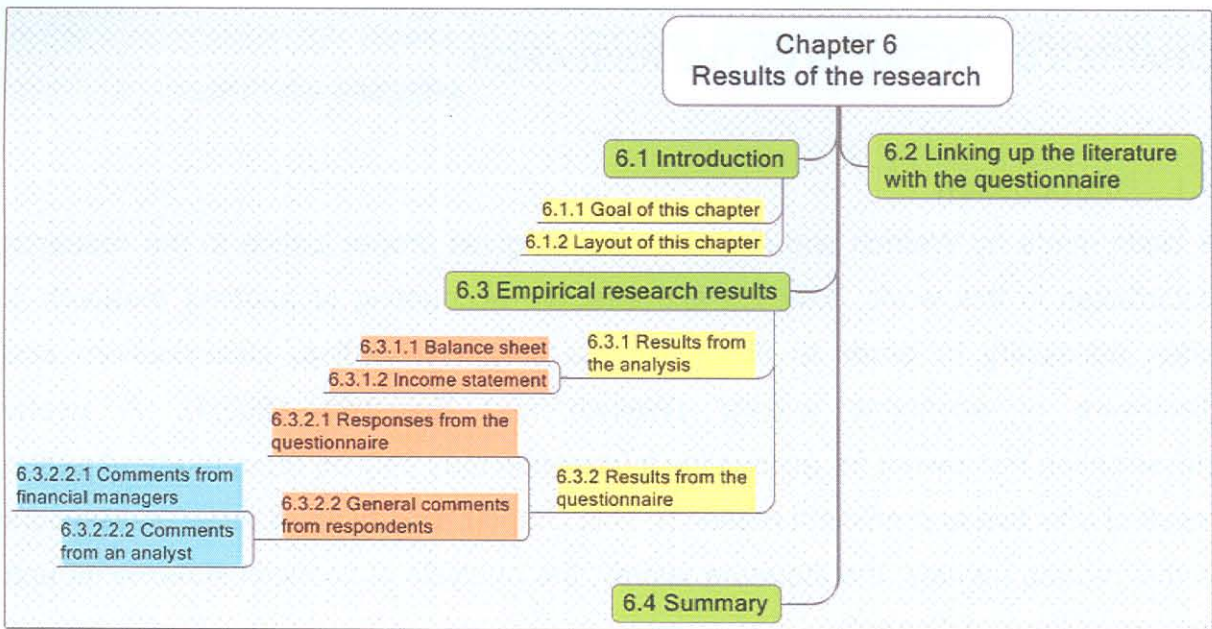 Chapter 6
Results of the research
6.1 Introduction
6.2 Linking up the literature
with the questionnaire
6.1.1 Goal of this chapter
6.1.2 Layout of this chapter
6.3 Empirical research results
6.3.1 Results from
the analysis
6.3.1.1 Balance sheet
6.3.1.2 Income statement
6.3.2 Results from the
questionnaire
6.3.2.1 Responses from the
questionnaire
6.3.2.2 General comments
from respondents
6.3.2.2.1 Comments from
financial managers
6.3.2.2.2 Comments
from an analyst
6.4 Summary